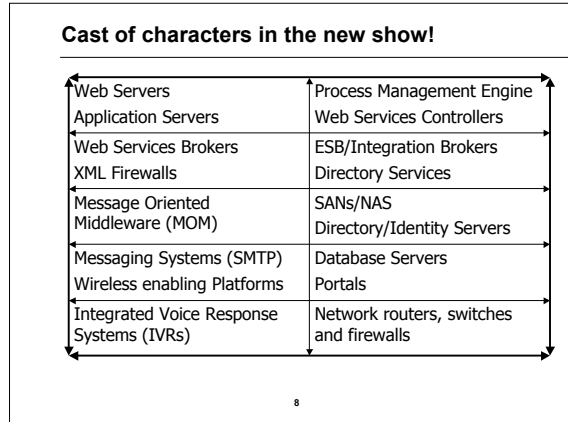 Cast of characters in the new show!
Web Servers
Application Servers
Process Management Engine
Web Services Controllers
Web Services Brokers
XML Firewalls
ESB/Integration Brokers
Directory Services
Message Oriented
Middleware (MOM)
SANs/NAS
Directory/Identity Servers
Messaging Systems (SMTP)
Wireless enabling Platforms
Database Servers
Portals
Integrated Voice Response
Systems (IVRs)
Network routers, switches
and firewalls
8